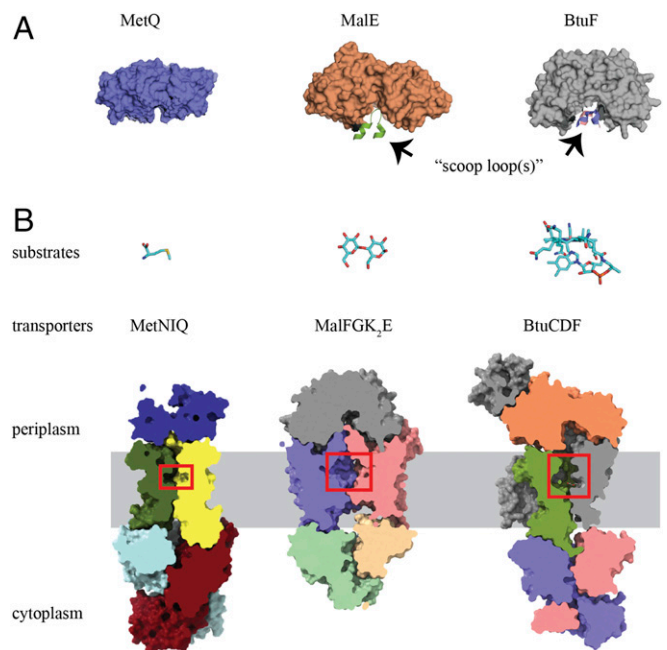 A
MetQ MalE BtuF
“scoop loop(s)”
B
substrates
transporters MetNIQ MalFGK₂E BtuCDF
periplasm
cytoplasm